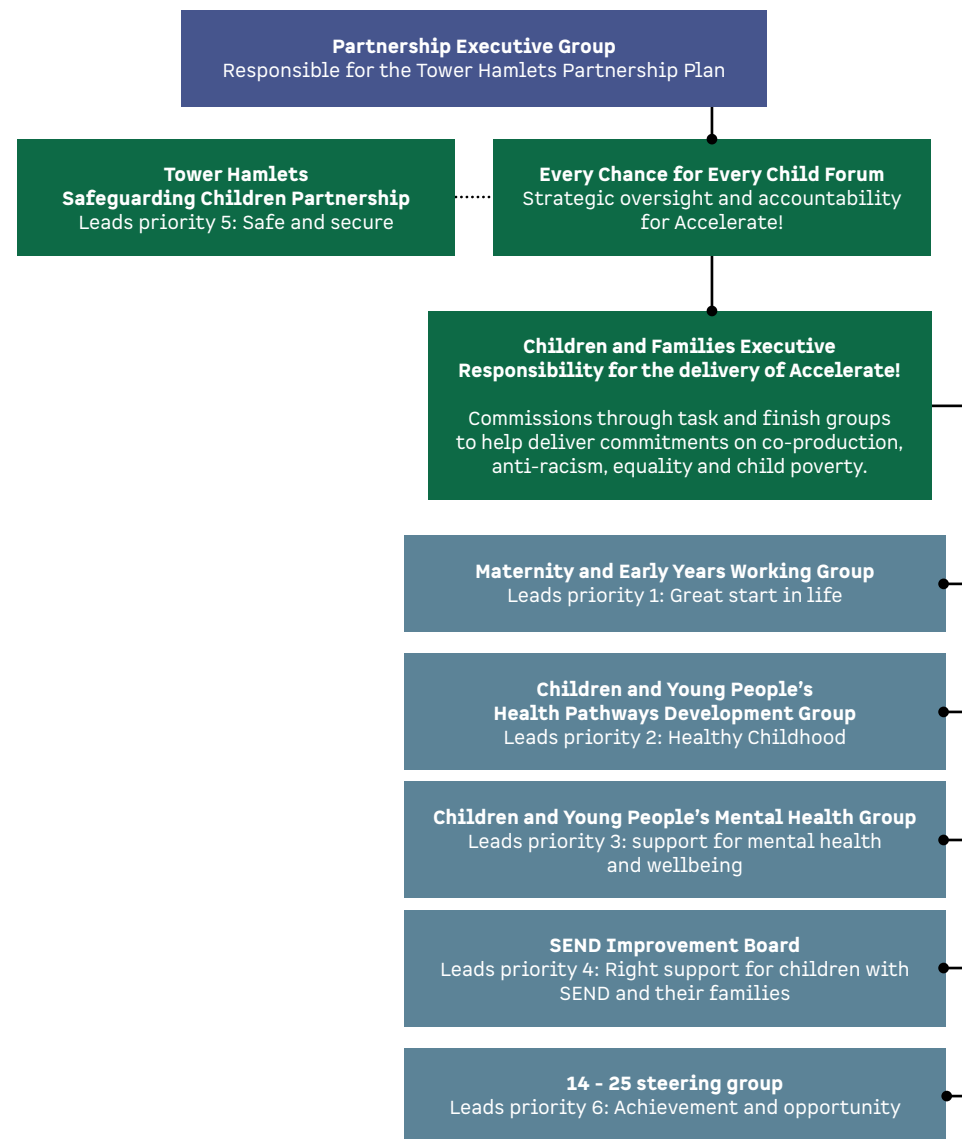 Partnership Executive Group
Responsible for the Tower Hamlets Partnership Plan
Tower Hamlets
Safeguarding Children Partnership
Leads priority 5: Safe and secure
Every Chance for Every Child Forum
Strategic oversight and accountability
for Accelerate!
Children and Families Executive
Responsibility for the delivery of Accelerate!
Commissions through task and finish groups
to help deliver commitments on co-production,
anti-racism, equality and child poverty.
Maternity and Early Years Working Group
Leads priority 1: Great start in life
Children and Young People’s
Health Pathways Development Group
Leads priority 2: Healthy Childhood
Children and Young People’s Mental Health Group
Leads priority 3: support for mental health
and wellbeing
SEND Improvement Board
Leads priority 4: Right support for children with
SEND and their families
14 - 25 steering group
Leads priority 6: Achievement and opportunity